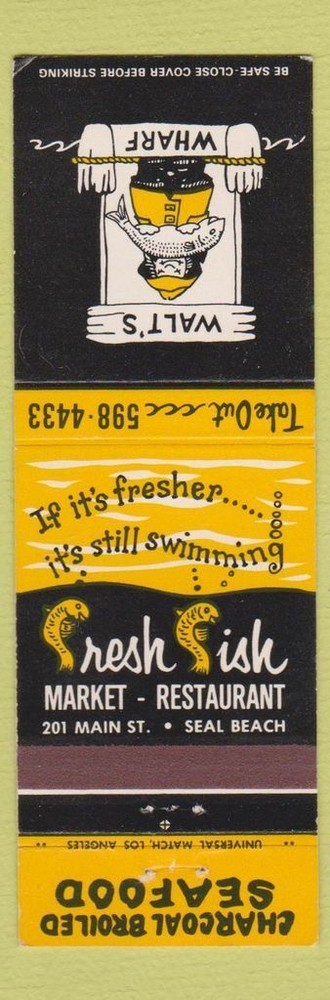 BE SAFE-CLOSE COVER BEFORE STRIKING
WALT'S
WHARF
Take Out 598-4433
If it's fresher.....
it's still swimming
Fresh Fish
MARKET - RESTAURANT
201 MAIN ST. • SEAL BEACH
UNIVERSAL MATCH, LOS ANGELES
CHARCOAL BROILED
SEAFOOD